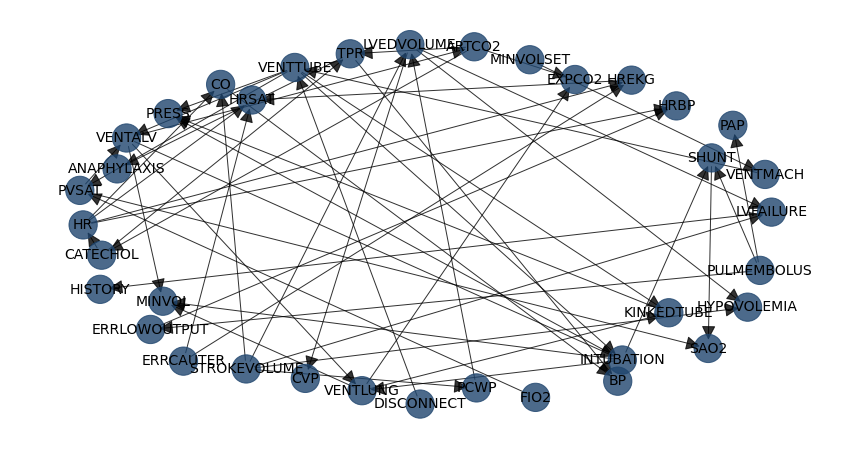 LVEDVOLUME
ARTCO2
TPR
MINVOLSET
VENTTUBE
EXPCO2
HREKG
CO
HRSAT
HRBP
PRESS
PAP
VENTALV
SHUNT
ANAPHYLAXIS
VENTMACH
PVSAT
LVFAILURE
HR
CATECHOL
PULMEMBOLUS
HISTORY
MINVOL
HYPOVOLEMIA
KINKEDTUBE
ERRLOWOUTPUT
SAO2
ERRCAUTER
INTUBATION
STROKEVOLUME
CVP
BP
VENTLUNG
PCWP
FIO2
DISCONNECT